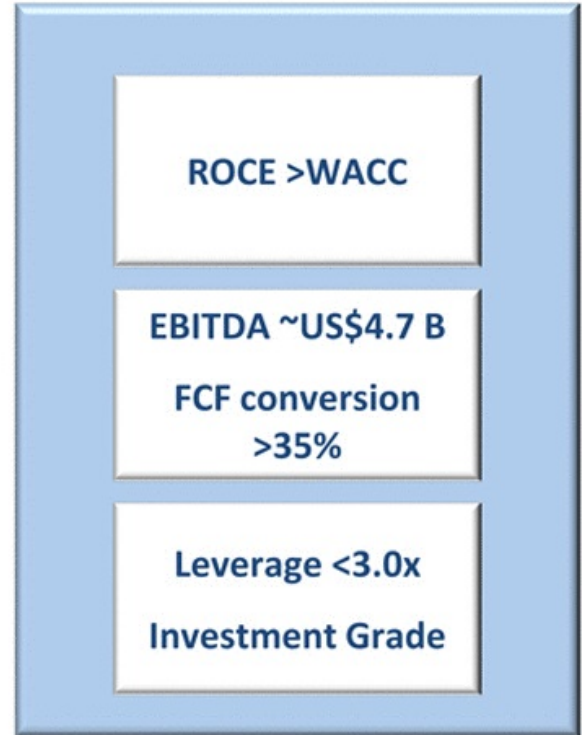 ROCE >WACC
EBITDA ~US$4.7 B
FCF conversion
>35%
Leverage <3.0x
Investment Grade